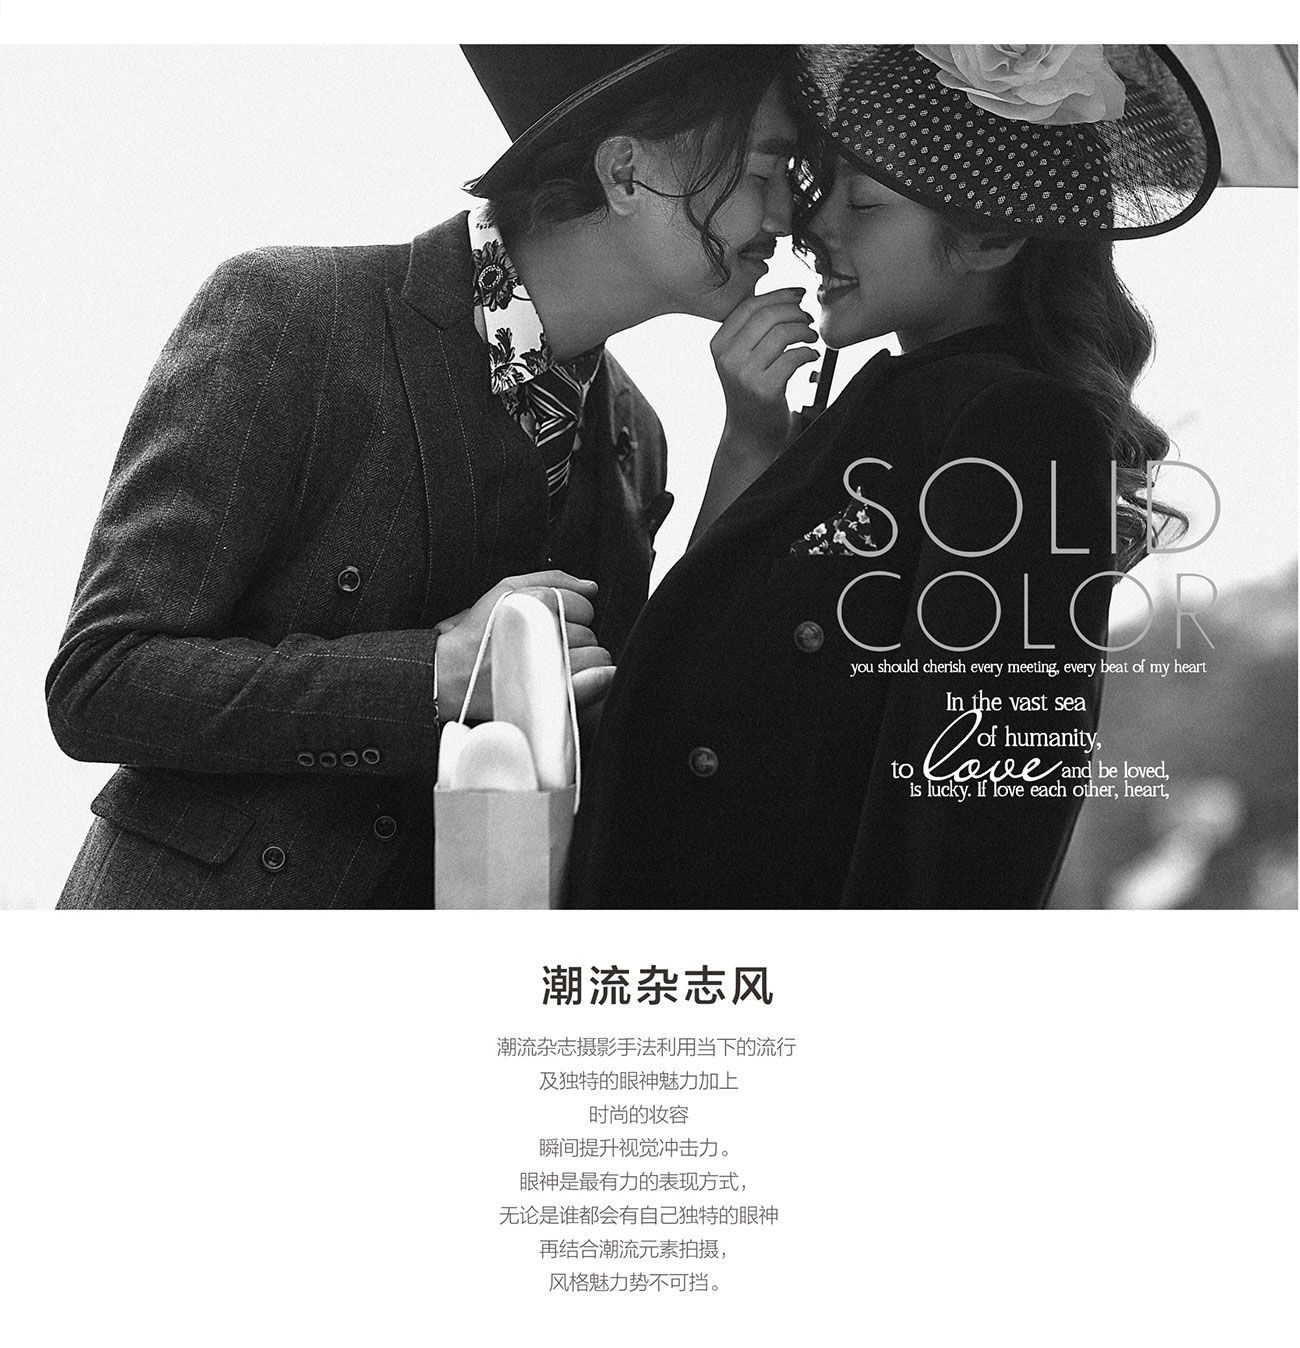 SOLID
COLOR
you should cherish every meeting, every beat of my heart
In the vast sea
of humanity,
to love and be loved,
is lucky. If love each other, heart,
潮流杂志风
潮流杂志摄影手法利用当下的流行
及独特的眼神魅力加上
时尚的妆容
瞬间提升视觉冲击力。
眼神是最有力的表现方式，
无论是谁都会有自己独特的眼神
再结合潮流元素拍摄，
风格魅力势不可挡。